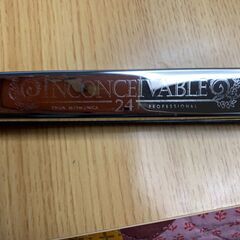 INCONCEIVABLE
24
PROFESSIONAL